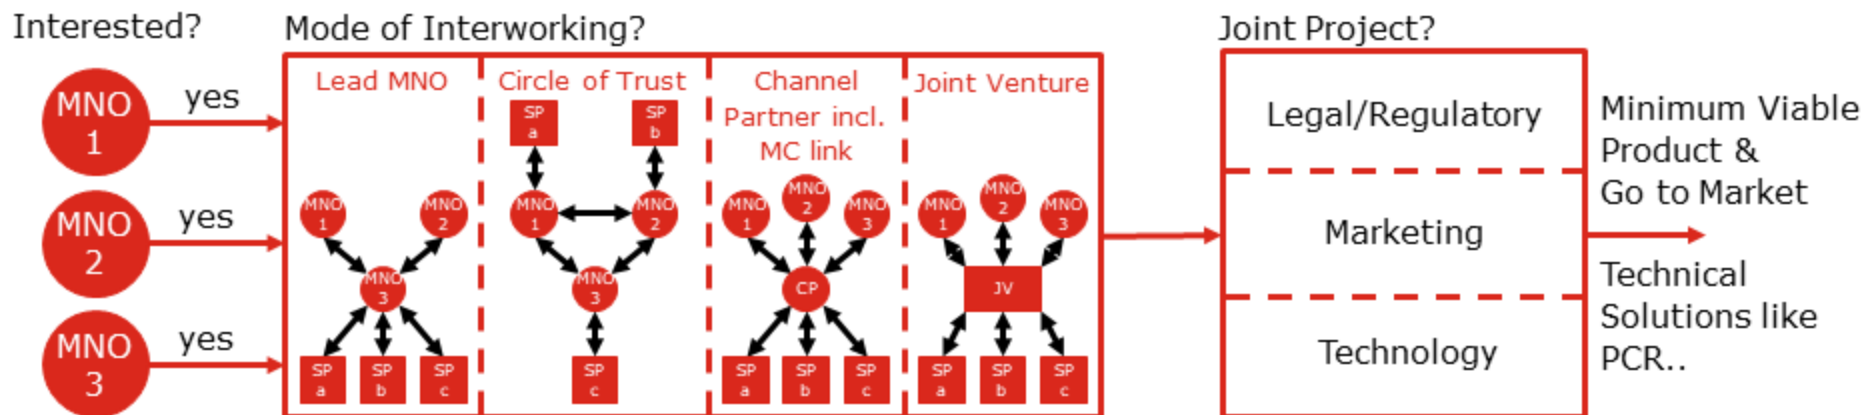 Interested?
MNO
1
yes
MNO
2
yes
MNO
3
yes
Mode of Interworking?
Lead MNO
MNO
1
MNO
2
MNO
3
SP
a
SP
b
SP
c
Circle of Trust
SP
a
SP
b
MNO
1
MNO
2
MNO
3
SP
c
Channel
Partner incl.
MC link
MNO
1
MNO
2
MNO
3
CP
SP
a
SP
b
SP
c
Joint Venture
MNO
1
MNO
2
MNO
3
JV
SP
a
SP
b
SP
c
Joint Project?
Legal/Regulatory
Marketing
Technology
Minimum Viable
Product &
Go to Market
Technical
Solutions like
PCR..